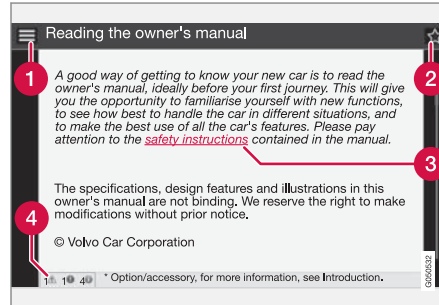 Reading the owner's manual
1
2
A good way of getting to know your new car is to read the
owner's manual, ideally before your first journey. This will give
you the opportunity to familiarise yourself with new functions,
to see how best to handle the car in different situations, and
to make the best use of all the car's features. Please pay
attention to the safety instructions contained in the manual.
3
The specifications, design features and illustrations in this
owner's manual are not binding. We reserve the right to make
modifications without prior notice.
4
© Volvo Car Corporation
1 1 4 * Option/accessory, for more information, see Introduction.
G050532